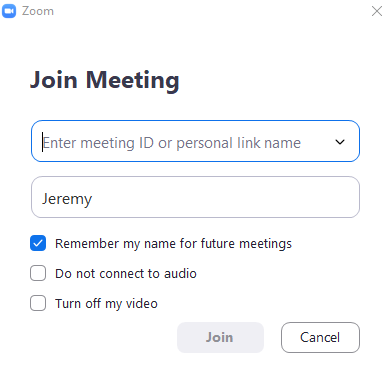 Zoom
Join Meeting
Enter meeting ID or personal link name
Jeremy
Remember my name for future meetings
Do not connect to audio
Turn off my video
Join Cancel